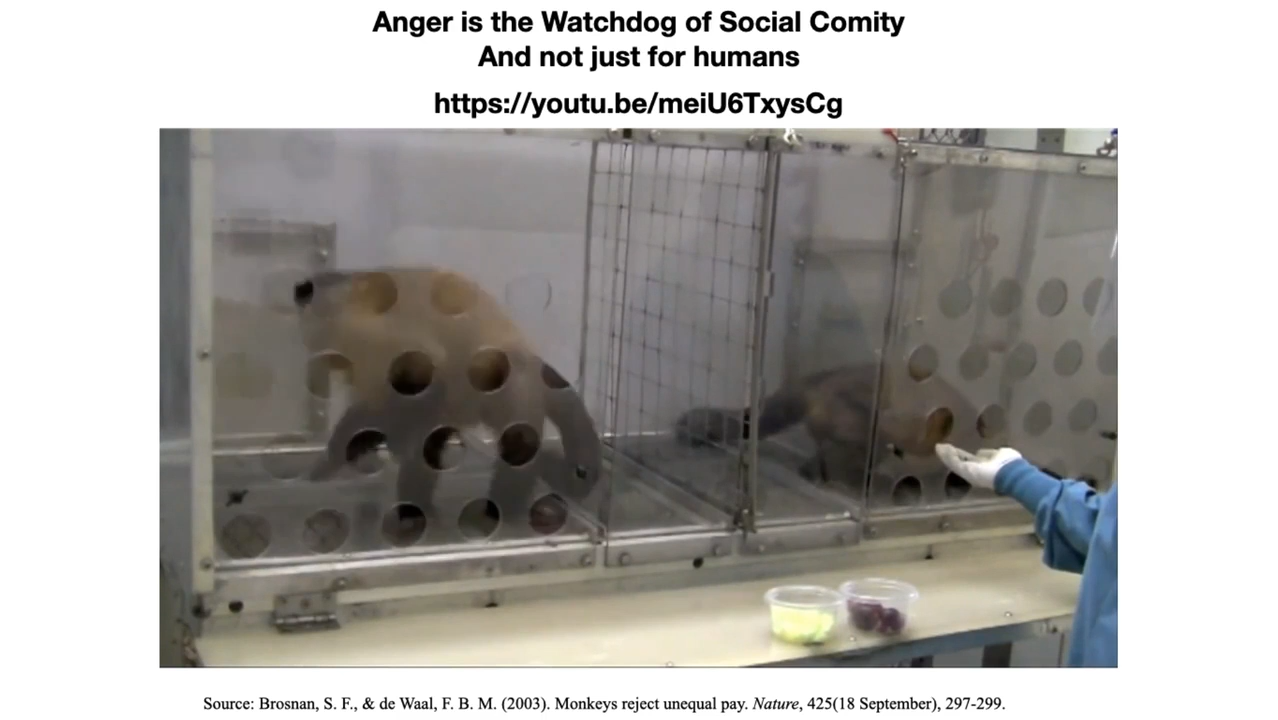 Anger is the Watchdog of Social Comity
And not just for humans
https://youtu.be/meiU6TxysCg
Source: Brosnan, S. F., & de Waal, F. B. M. (2003). Monkeys reject unequal pay. Nature, 425(18 September), 297-299.